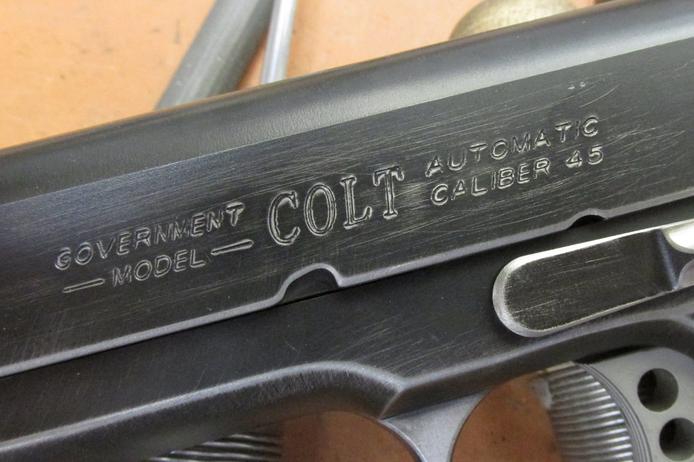 GOVERNMENT
— MODEL —
COLT
AUTOMATIC
CALIBER 45